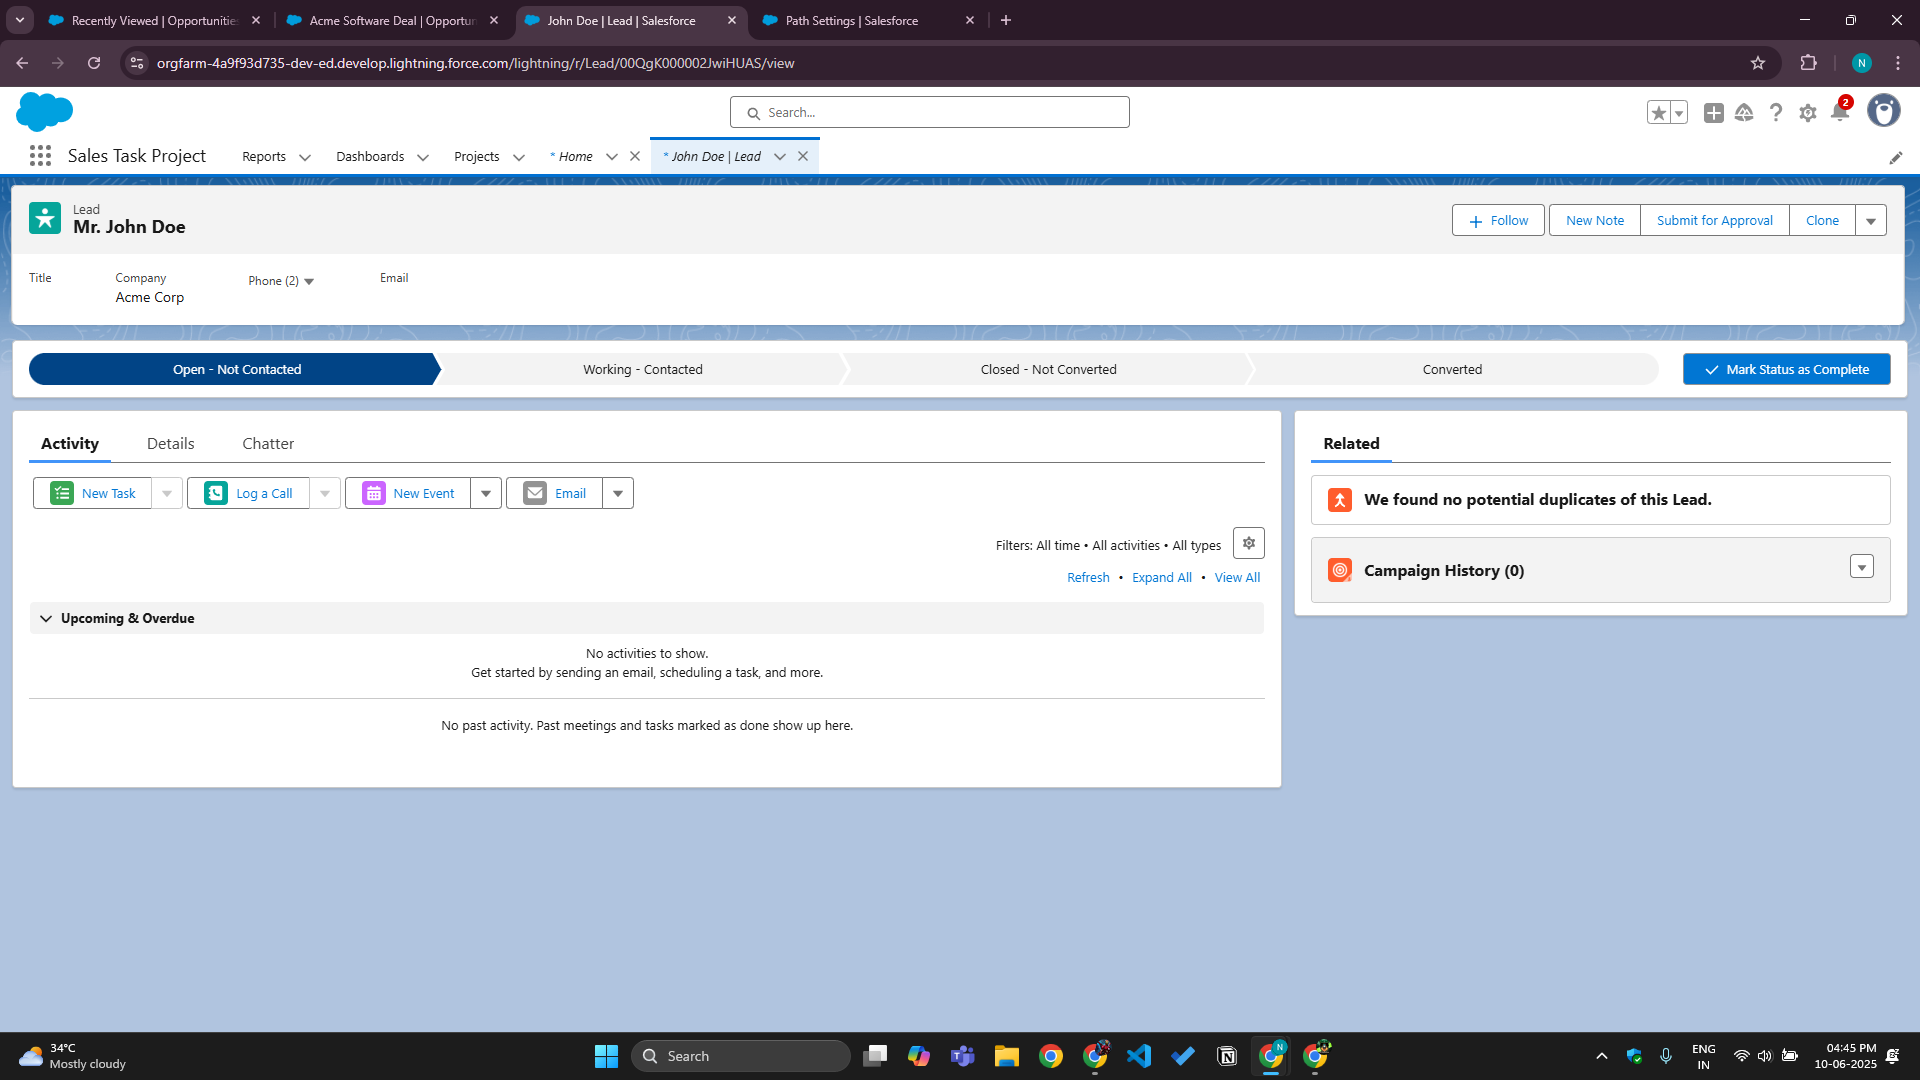 Recently Viewed | Opportunitie
Acme Software Deal | Opportun
John Doe | Lead | Salesforce
Path Settings | Salesforce
orgfarm-4a9f93d735-dev-ed.develop.lightning.force.com/lightning/r/Lead/00QgK000002JwiHUAS/view
N
Search...
2
Sales Task Project
Reports
Dashboards
Projects
* Home
* John Doe | Lead
Lead
Mr. John Doe
Follow
New Note
Submit for Approval
Clone
Title
Company
Phone (2)
Email
Acme Corp
Open - Not Contacted
Working - Contacted
Closed - Not Converted
Converted
Mark Status as Complete
Activity
Details
Chatter
Related
New Task
Log a Call
New Event
Email
We found no potential duplicates of this Lead.
Filters: All time • All activities • All types
Campaign History (0)
Refresh • Expand All • View All
Upcoming & Overdue
No activities to show.
Get started by sending an email, scheduling a task, and more.
No past activity. Past meetings and tasks marked as done show up here.
34°C
Mostly cloudy
Search
N
ENG
IN
04:45 PM
10-06-2025